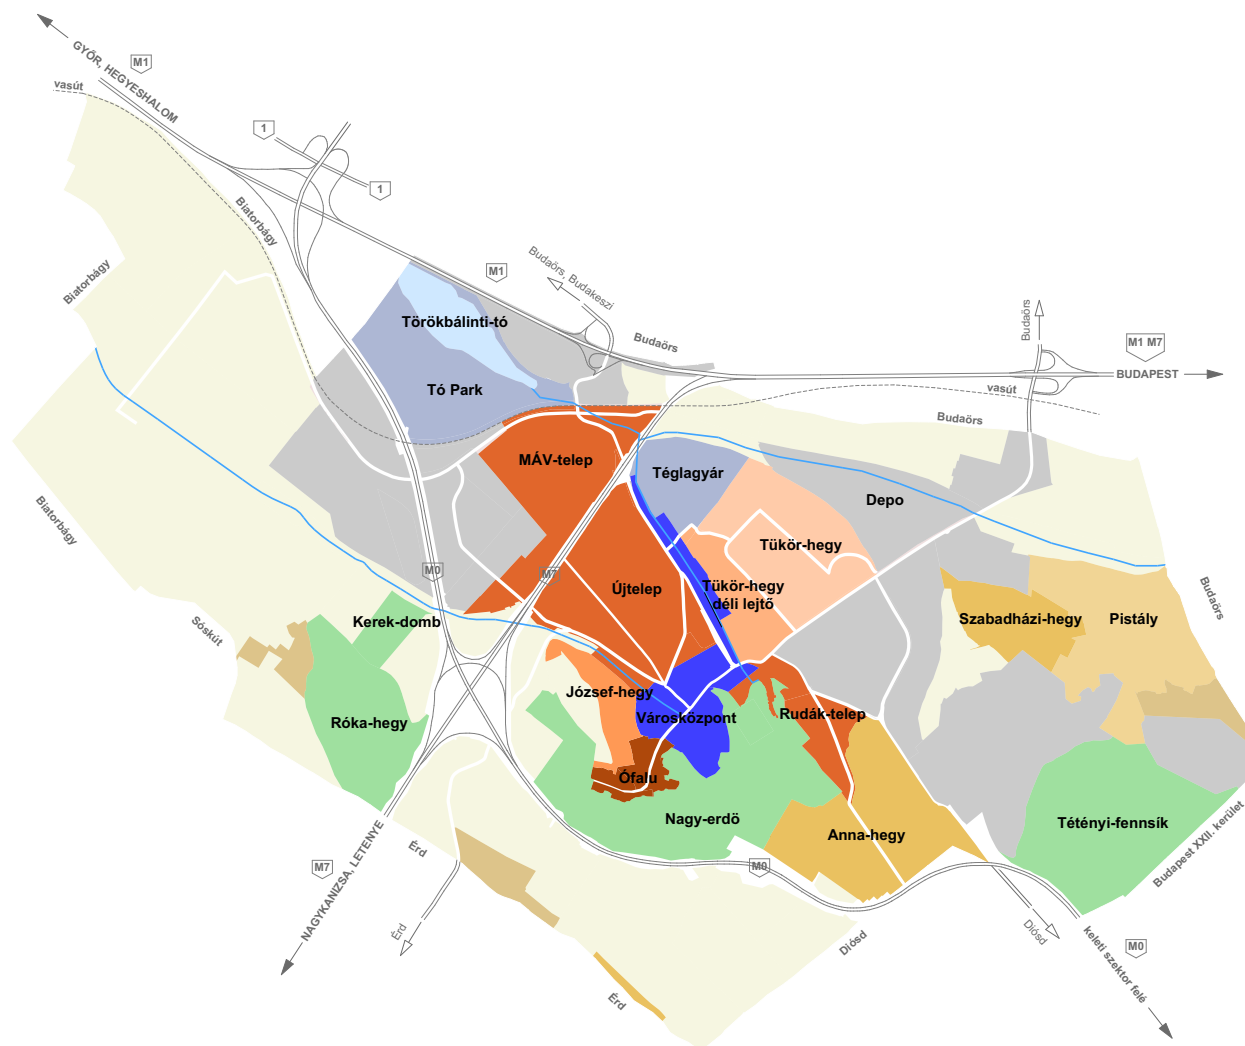 M1
GYŐR, HEGYESHALOM
vasút
1
1
Biatorbágy
Biatorbágy
M1
Budaörs, Budakeszi
Budaörs
Budaörs
M1 M7
BUDAPEST
vasút
Budaörs
Törökbálinti-tó
Tó Park
MÁV-telep
Téglagyár
Depo
Biatorbágy
Tükör-hegy
M0
M7
Újtelep
Tükör-hegy
déli lejtő
Szabadházi-hegy
Pistály
Budaörs
Sóskút
Kerek-domb
József-hegy
Róka-hegy
Városközpont
Rudák-telep
Ófalu
Nagy-erdö
Anna-hegy
Tétényi-fennsík
Budapest XXII. kerület
M7
NAGYKANIZSA, LETENYE
Érd
M0
Érd
Diósd
Diósd
M0
keleti szektor felé
Érd